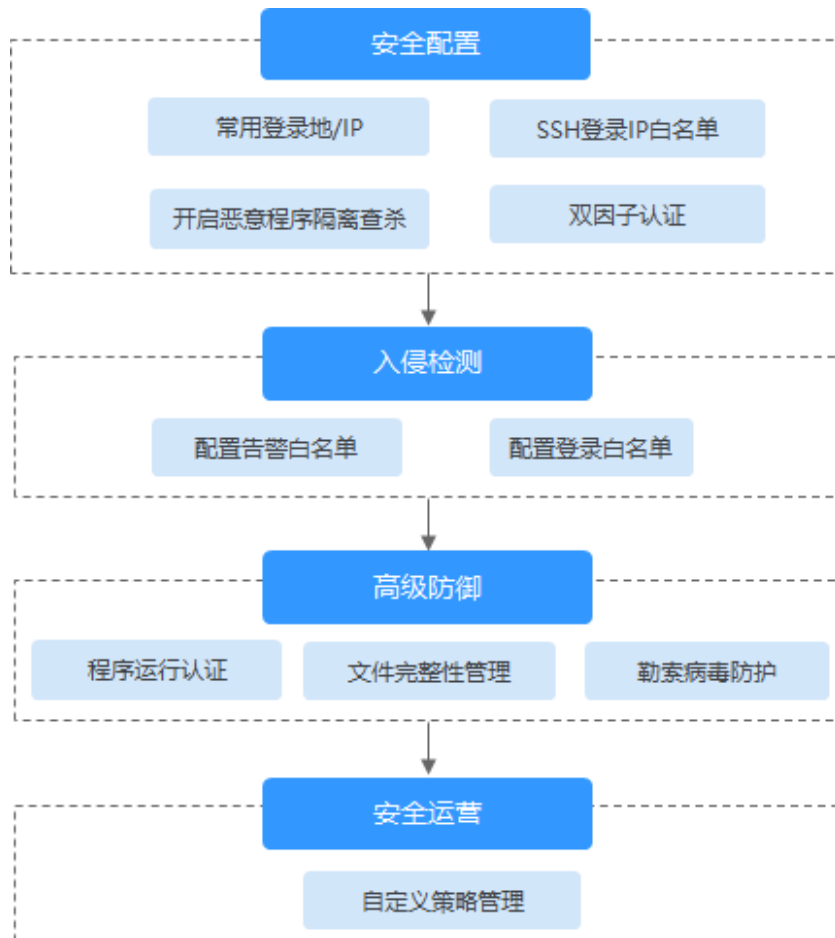 安全配置
常用登录地/IP
SSH登录IP白名单
开启恶意程序隔离查杀
双因子认证
入侵检测
配置告警白名单
配置登录白名单
高级防御
程序运行认证
文件完整性管理
勒索病毒防护
安全运营
自定义策略管理